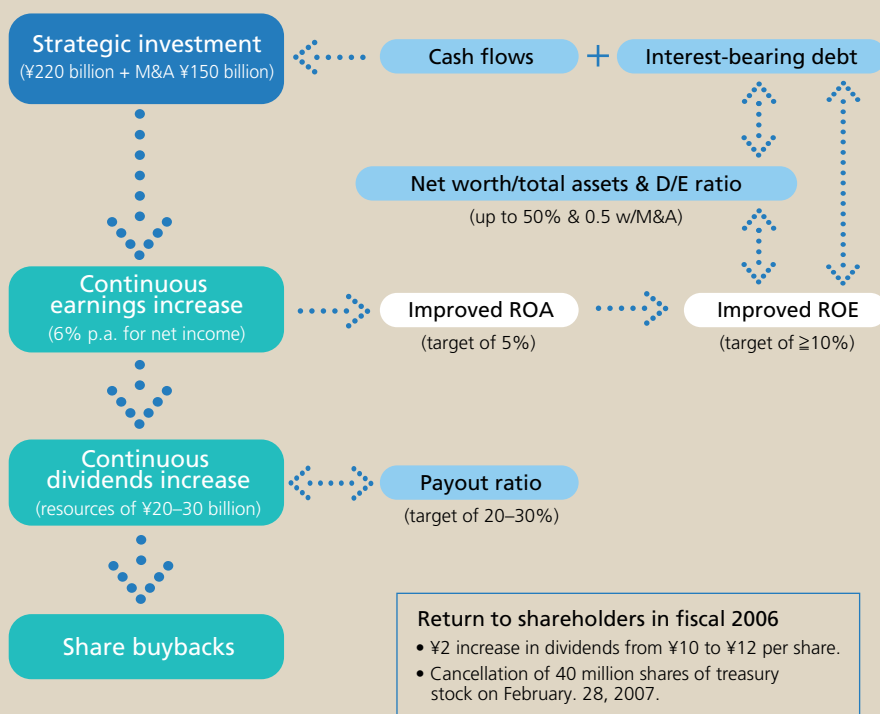 Strategic investment
(¥220 billion + M&A ¥150 billion)
Cash flows
+
Interest-bearing debt
Net worth/total assets & D/E ratio
(up to 50% & 0.5 w/M&A)
Continuous
earnings increase
(6% p.a. for net income)
Improved ROA
(target of 5%)
Improved ROE
(target of ≧10%)
Continuous
dividends increase
(resources of ¥20–30 billion)
Payout ratio
(target of 20–30%)
Share buybacks
Return to shareholders in fiscal 2006
• ¥2 increase in dividends from ¥10 to ¥12 per share.
• Cancellation of 40 million shares of treasury
stock on February. 28, 2007.